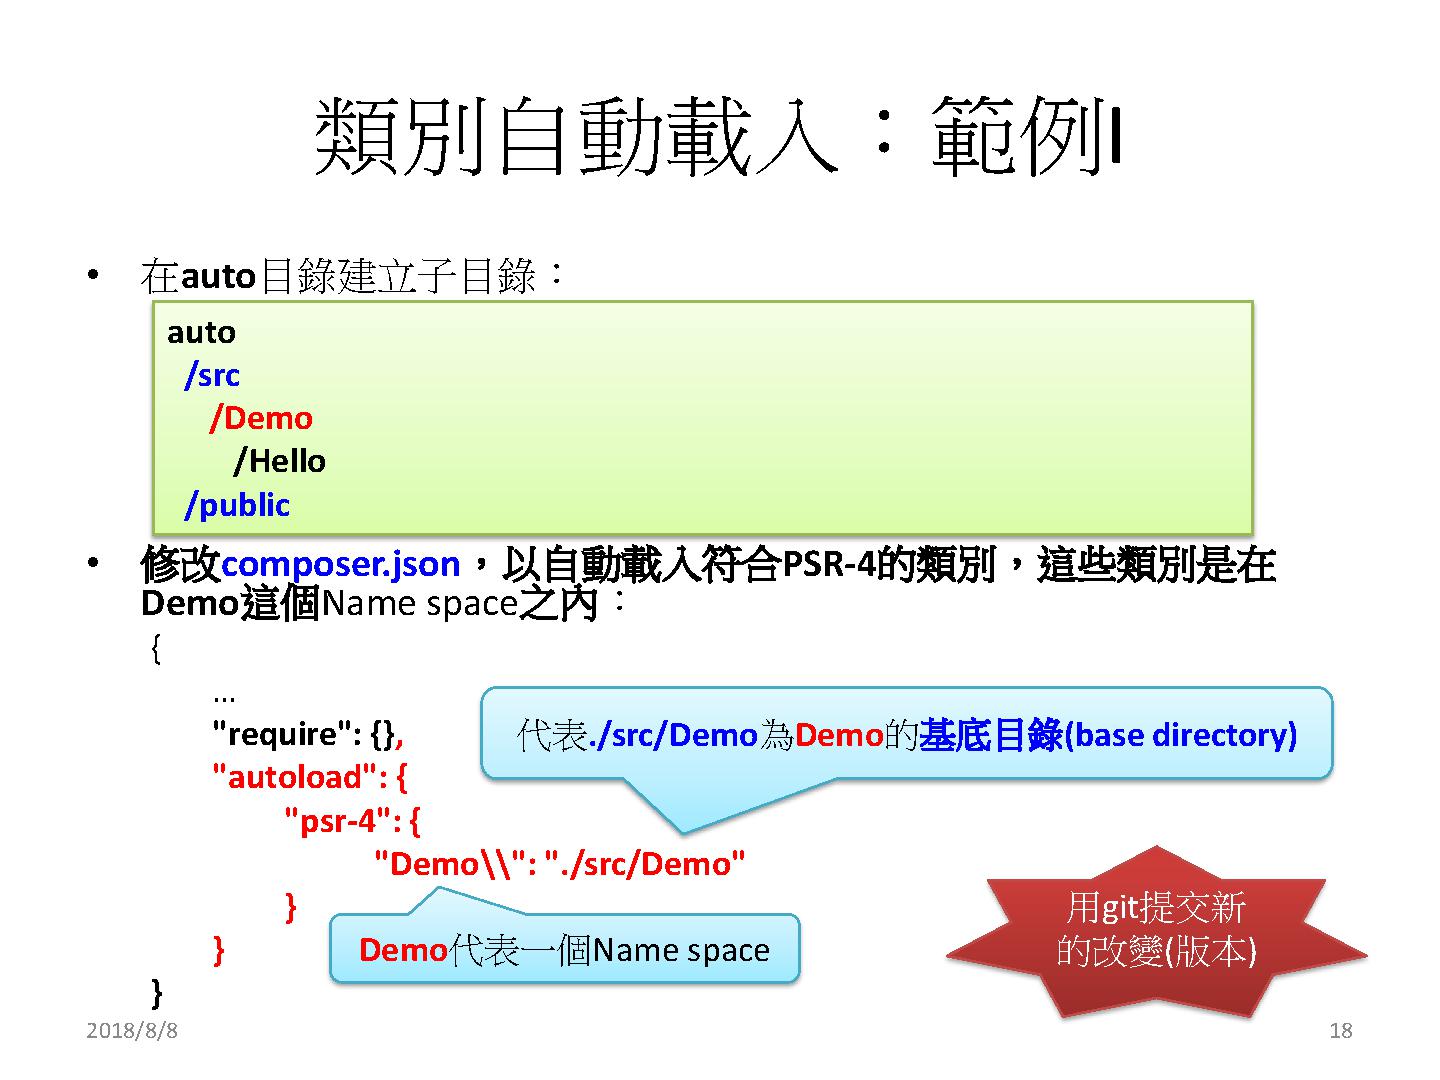 類別自動載入：範例I
• 在auto目錄建立子目錄：
auto
/src
/Demo
/Hello
/public
• 修改composer.json，以自動載入符合PSR-4的類別，這些類別是在
Demo這個Name space之內：
{
…
"require": {},
"autoload": {
"psr-4": {
"Demo\\": "./src/Demo"
}
}
}
代表./src/Demo為Demo的基底目錄(base directory)
Demo代表一個Name space
用git提交新
的改變(版本)
2018/8/8
18